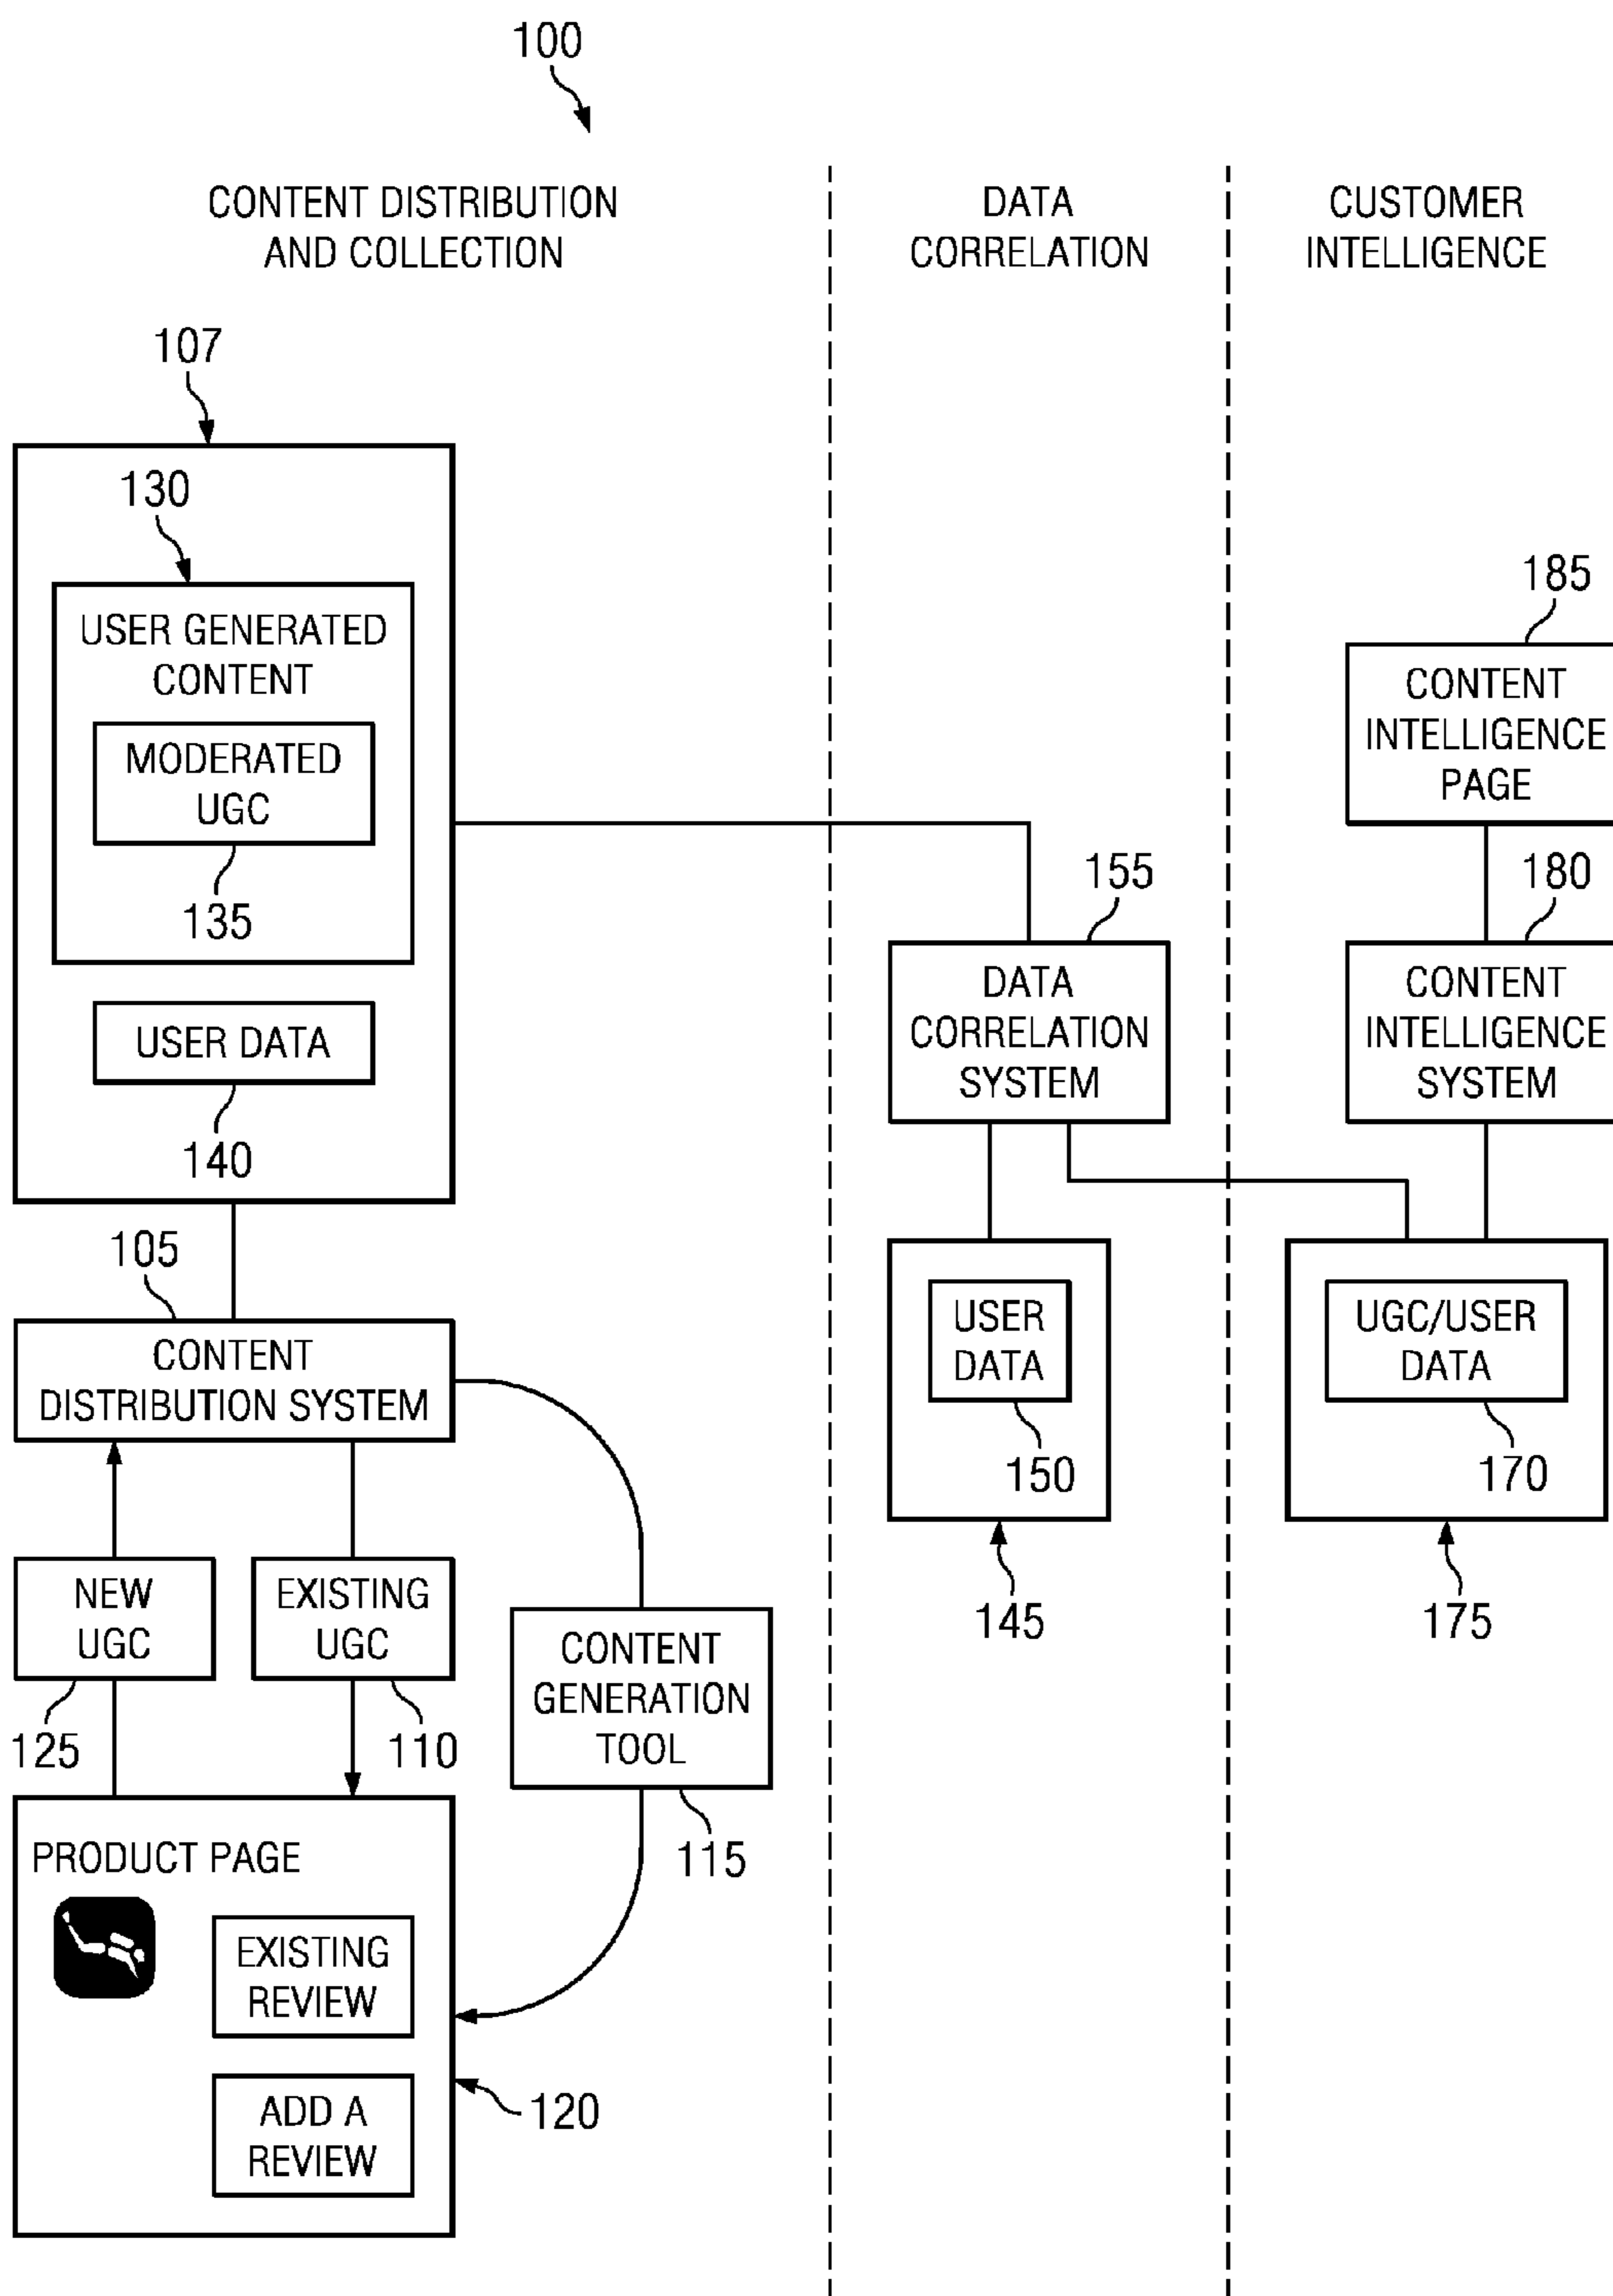 100
CONTENT DISTRIBUTION
AND COLLECTION
DATA
CORRELATION
CUSTOMER
INTELLIGENCE
107
130
USER GENERATED
CONTENT
MODERATED
UGC
135
USER DATA
140
105
CONTENT
DISTRIBUTION SYSTEM
NEW
UGC
125
EXISTING
UGC
110
CONTENT
GENERATION
TOOL
115
PRODUCT PAGE
EXISTING
REVIEW
ADD A
REVIEW
120
155
DATA
CORRELATION
SYSTEM
USER
DATA
150
145
185
CONTENT
INTELLIGENCE
PAGE
180
CONTENT
INTELLIGENCE
SYSTEM
UGC/USER
DATA
170
175